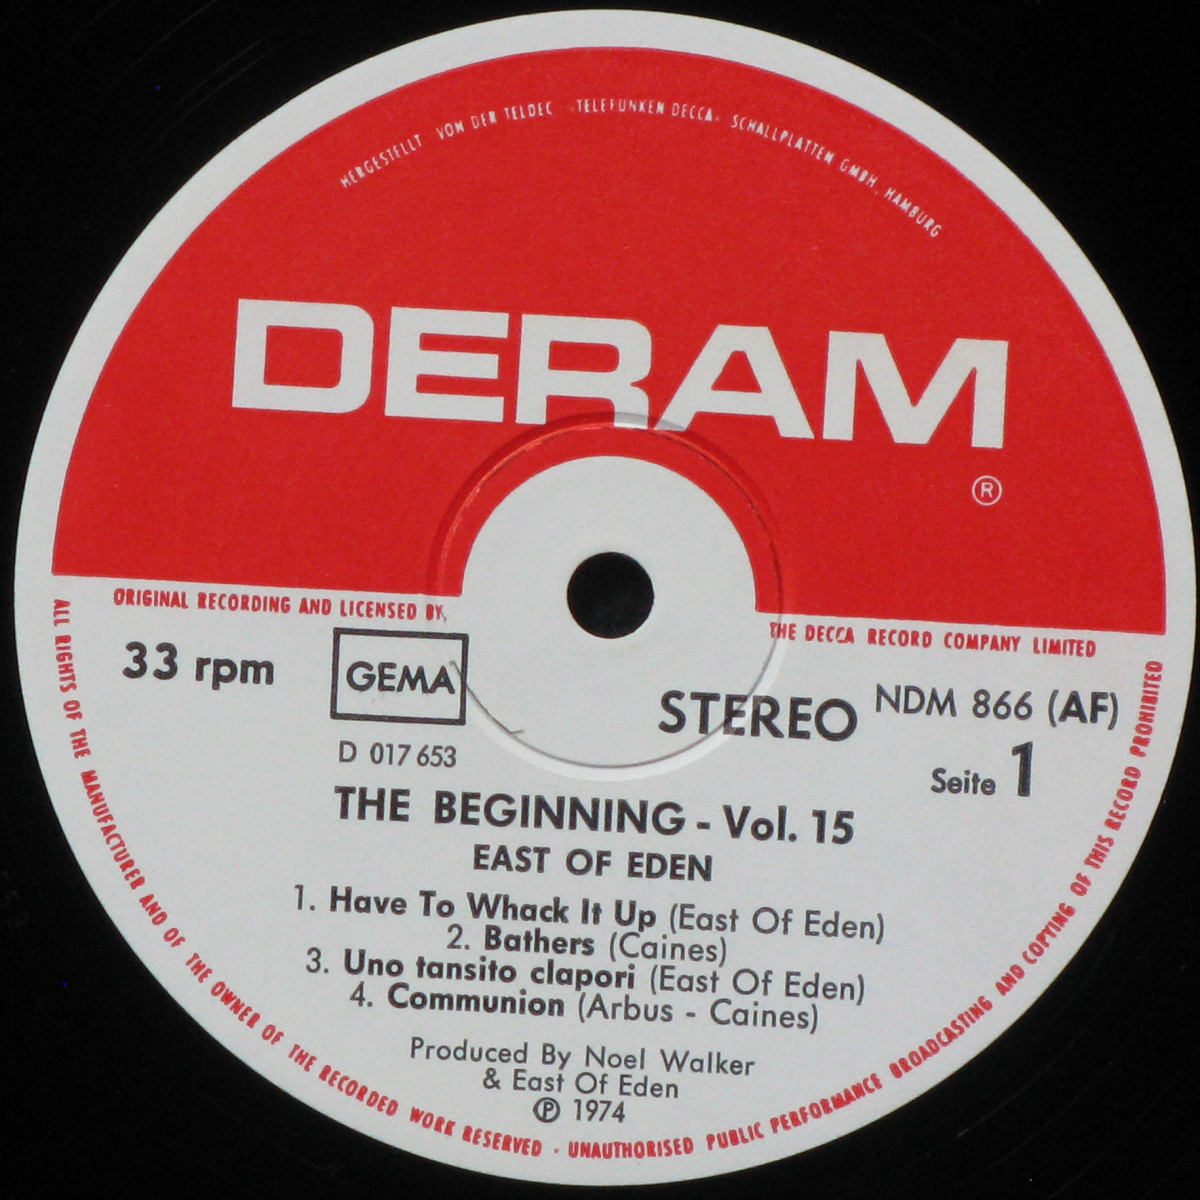 HERGESTELLT VON DER TELDEC »TELEFUNKEN DECCA« SCHALLPLATTEN GMBH, HAMBURG
DERAM
®
ORIGINAL RECORDING AND LICENSED BY,
THE DECCA RECORD COMPANY LIMITED
33 rpm
GEMA
STEREO
NDM 866 (AF)
D 017 653
Seite 1
THE BEGINNING - Vol. 15
EAST OF EDEN
1. Have To Whack It Up (East Of Eden)
2. Bathers (Caines)
3. Uno tansito clapori (East Of Eden)
4. Communion (Arbus - Caines)
Produced By Noel Walker
& East Of Eden
℗ 1974
ALL RIGHTS OF THE MANUFACTURER AND OF THE OWNER OF THE RECORDED WORK RESERVED · UNAUTHORISED PUBLIC PERFORMANCE BROADCASTING AND COPYING OF THIS RECORD PROHIBITED